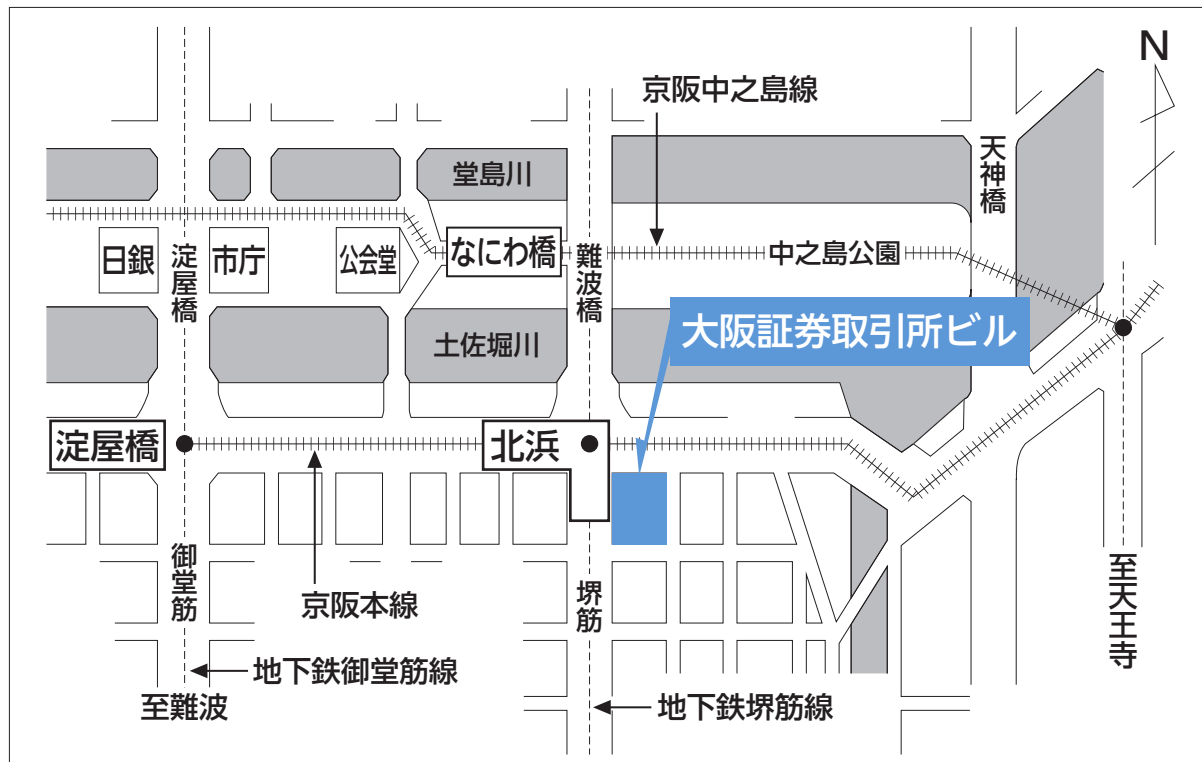 N
京阪中之島線
天神橋
堂島川
日銀
淀屋橋
市庁
公会堂
なにわ橋
難波橋
中之島公園
土佐堀川
大阪証券取引所ビル
淀屋橋
北浜
御堂筋
京阪本線
堺筋
至天王寺
地下鉄御堂筋線
至難波
地下鉄堺筋線